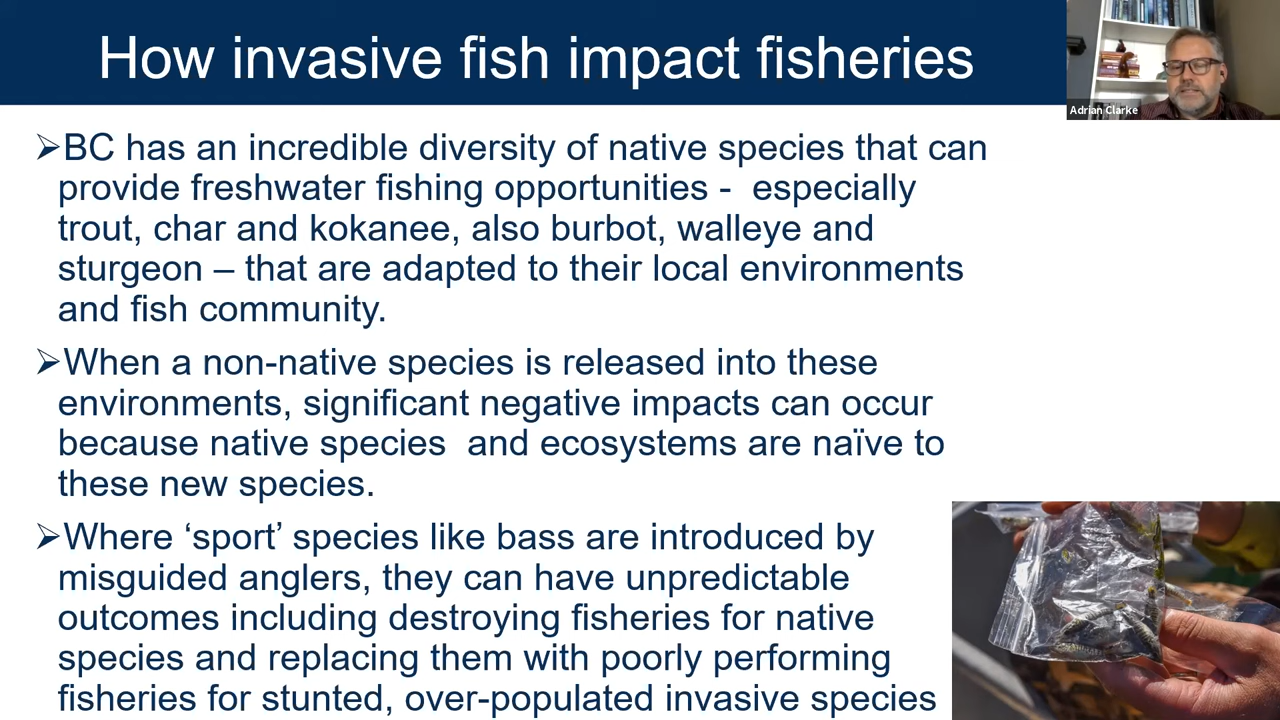 How invasive fish impact fisheries
Adrian Clarke
➢BC has an incredible diversity of native species that can
provide freshwater fishing opportunities -  especially
trout, char and kokanee, also burbot, walleye and
sturgeon – that are adapted to their local environments
and fish community.
➢When a non-native species is released into these
environments, significant negative impacts can occur
because native species  and ecosystems are naïve to
these new species.
➢Where ‘sport’ species like bass are introduced by
misguided anglers, they can have unpredictable
outcomes including destroying fisheries for native
species and replacing them with poorly performing
fisheries for stunted, over-populated invasive species